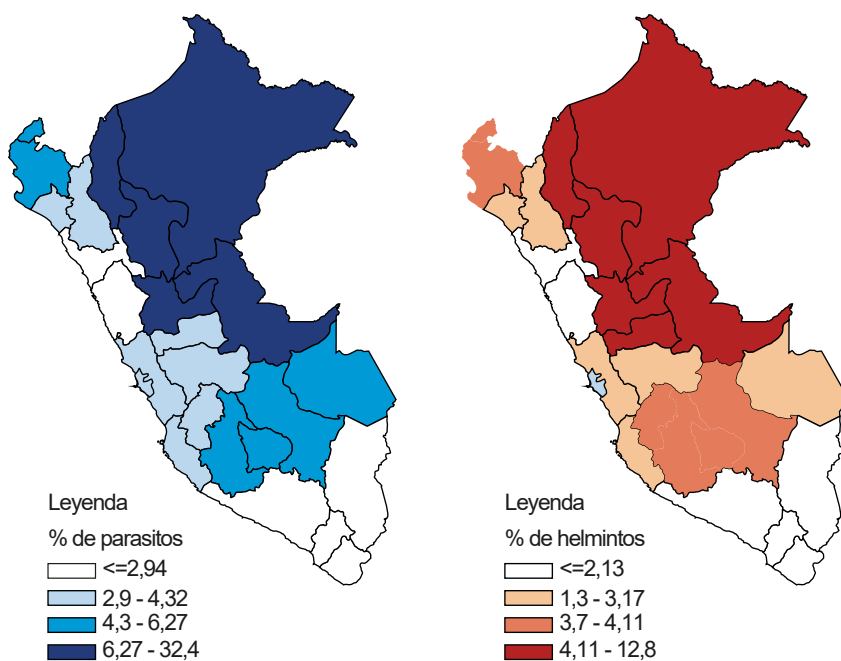 Leyenda
% de parasitos
<=2,94
2,9 - 4,32
4,3 - 6,27
6,27 - 32,4
Leyenda
% de helmintos
<=2,13
1,3 - 3,17
3,7 - 4,11
4,11 - 12,8